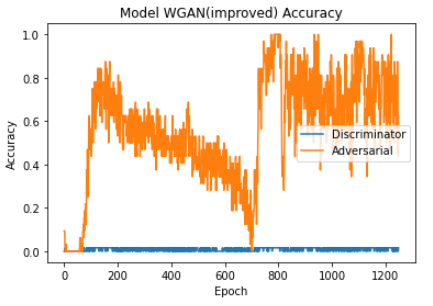 Model WGAN(improved) Accuracy
1.0
0.8
0.6
0.4
0.2
0.0
Accuracy
Discriminator
Adversarial
0 200 400 600 800 1000 1200
Epoch